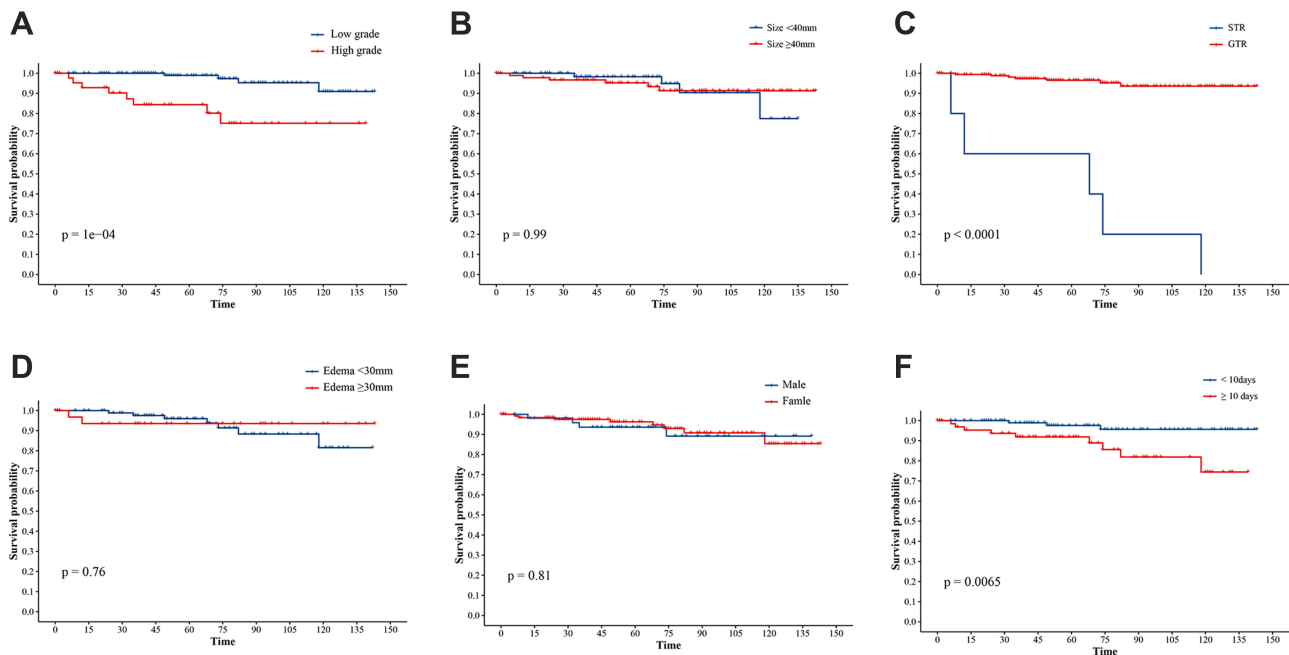 A
Low grade
High grade
Survival probability
1.0
0.9
0.8
0.7
0.6
0.5
0.4
0.3
0.2
0.1
0.0
p = 1e−04
0 15 30 45 60 75 90 105 120 135 150
Time
B
Size <40mm
Size ≥40mm
Survival probability
1.0
0.9
0.8
0.7
0.6
0.5
0.4
0.3
0.2
0.1
0.0
p = 0.99
0 15 30 45 60 75 90 105 120 135 150
Time
C
STR
GTR
Survival probability
1.0
0.9
0.8
0.7
0.6
0.5
0.4
0.3
0.2
0.1
0.0
p < 0.0001
0 15 30 45 60 75 90 105 120 135 150
Time
D
Edema <30mm
Edema ≥30mm
Survival probability
1.0
0.9
0.8
0.7
0.6
0.5
0.4
0.3
0.2
0.1
0.0
p = 0.76
0 15 30 45 60 75 90 105 120 135 150
Time
E
Male
Famle
Survival probability
1.0
0.9
0.8
0.7
0.6
0.5
0.4
0.3
0.2
0.1
0.0
p = 0.81
0 15 30 45 60 75 90 105 120 135 150
Time
F
< 10days
≥ 10 days
Survival probability
1.0
0.9
0.8
0.7
0.6
0.5
0.4
0.3
0.2
0.1
0.0
p = 0.0065
0 15 30 45 60 75 90 105 120 135 150
Time